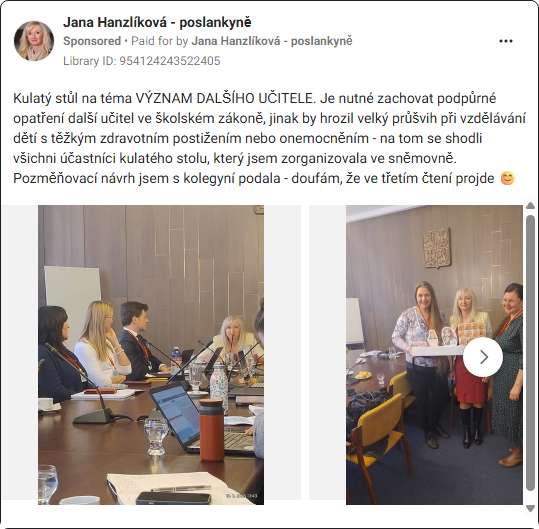 Jana Hanzlíková - poslankyně
Sponsored • Paid for by Jana Hanzlíková - poslankyně
Library ID: 954124243522405
Kulatý stůl na téma VÝZNAM DALŠÍHO UČITELE. Je nutné zachovat podpůrné
opatření další učitel ve školském zákoně, jinak by hrozil velký průšvih při vzdělávání
dětí s těžkým zdravotním postižením nebo onemocněním - na tom se shodli
všichni účastníci kulatého stolu, který jsem zorganizovala ve sněmovně.
Pozměňovací návrh jsem s kolegyní podala - doufám, že ve třetím čtení projde 😊